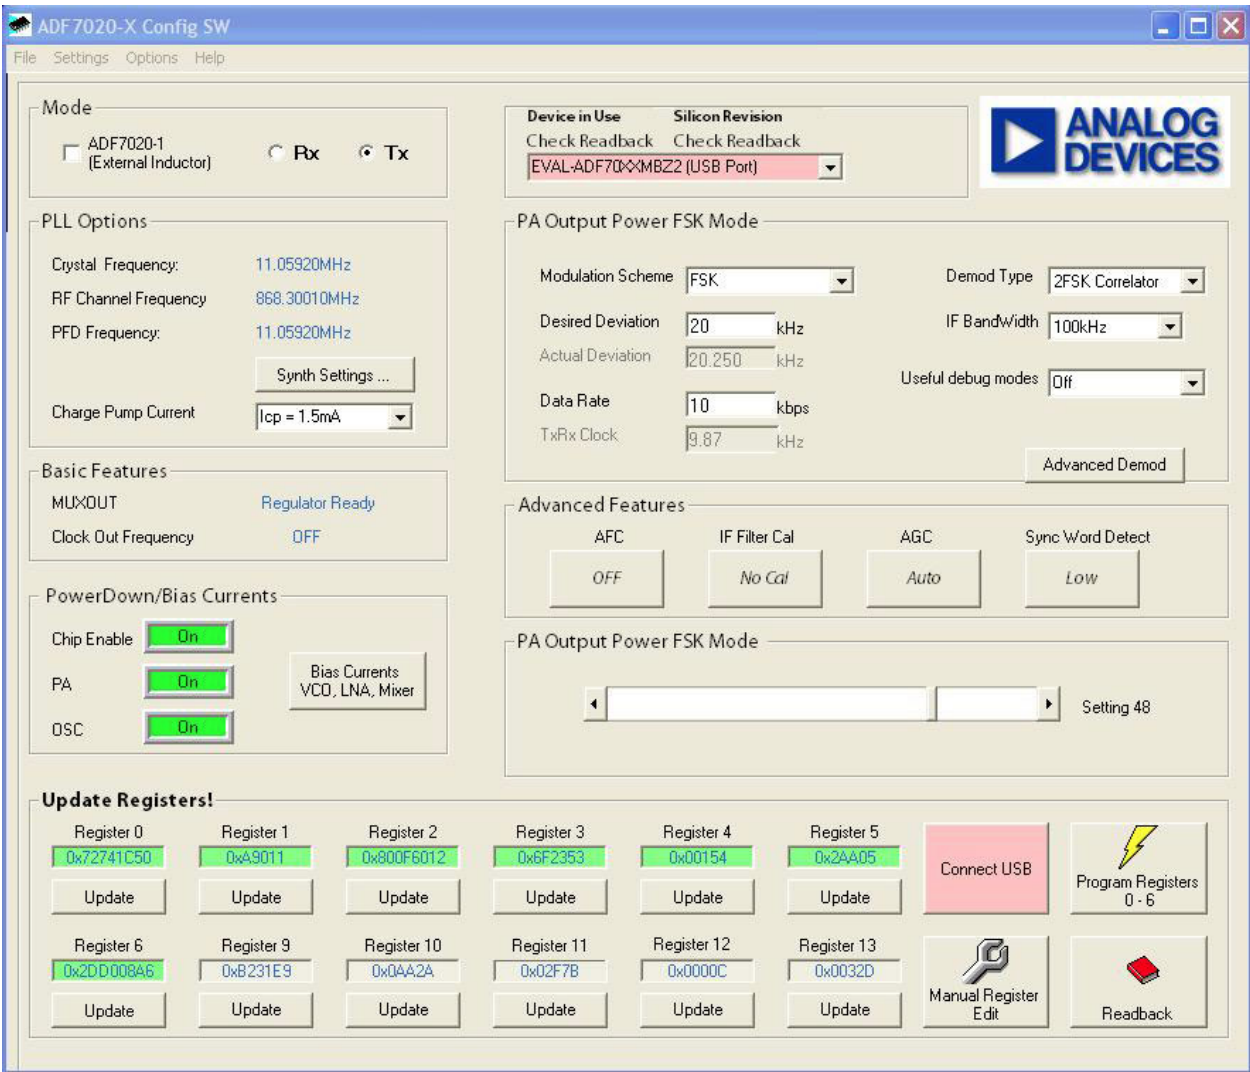 ADF7020-X Config SW
File Settings Options Help
Mode
ADF7020-1
(External Inductor)
Rx
Tx
Device in Use Silicon Revision
Check Readback Check Readback
EVAL-ADF70XXMBZ2 (USB Port)
ANALOG
DEVICES
PLL Options
Crystal Frequency: 11.05920MHz
RF Channel Frequency 868.30010MHz
PFD Frequency: 11.05920MHz
Synth Settings ...
Charge Pump Current Icp = 1.5mA
PA Output Power FSK Mode
Modulation Scheme FSK
Demod Type 2FSK Correlator
Desired Deviation 20 kHz
IF BandWidth 100kHz
Actual Deviation 20.250 kHz
Useful debug modes Off
Data Rate 10 kbps
TxRx Clock 9.87 kHz
Advanced Demod
Basic Features
MUXOUT Regulator Ready
Clock Out Frequency OFF
Advanced Features
AFC IF Filter Cal AGC Sync Word Detect
OFF No Cal Auto Low
PowerDown/Bias Currents
Chip Enable On
PA On
OSC On
Bias Currents
VCO, LNA, Mixer
PA Output Power FSK Mode
Setting 48
Update Registers!
Register 0 Register 1 Register 2 Register 3 Register 4 Register 5
0x72741C50 0xA9011 0x800F6012 0x6F2353 0x00154 0x2AA05
Update Update Update Update Update Update
Connect USB
Program Registers
0 - 6
Register 6 Register 9 Register 10 Register 11 Register 12 Register 13
0x2DD008A6 0xB231E9 0x0AA2A 0x02F7B 0x0000C 0x0032D
Update Update Update Update Update Update
Manual Register
Edit
Readback